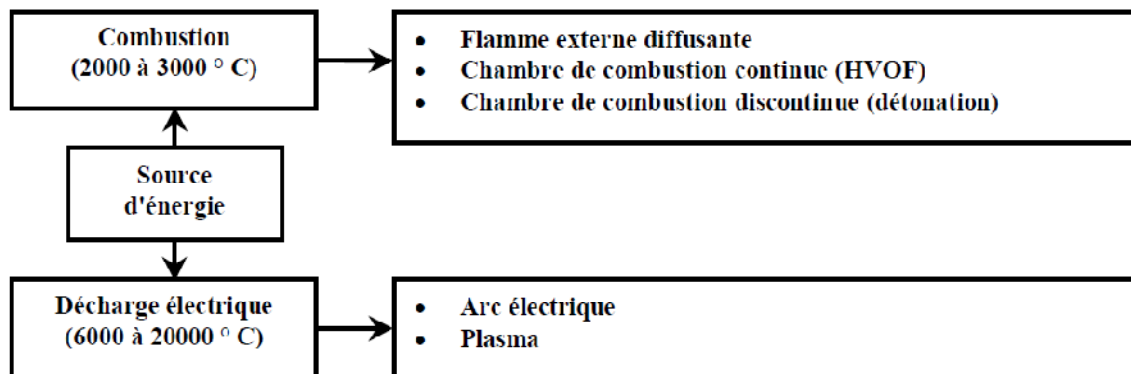 Combustion
(2000 à 3000 ° C)
• Flamme externe diffusante
• Chambre de combustion continue (HVOF)
• Chambre de combustion discontinue (détonation)
Source
d'énergie
Décharge électrique
(6000 à 20000 ° C)
• Arc électrique
• Plasma